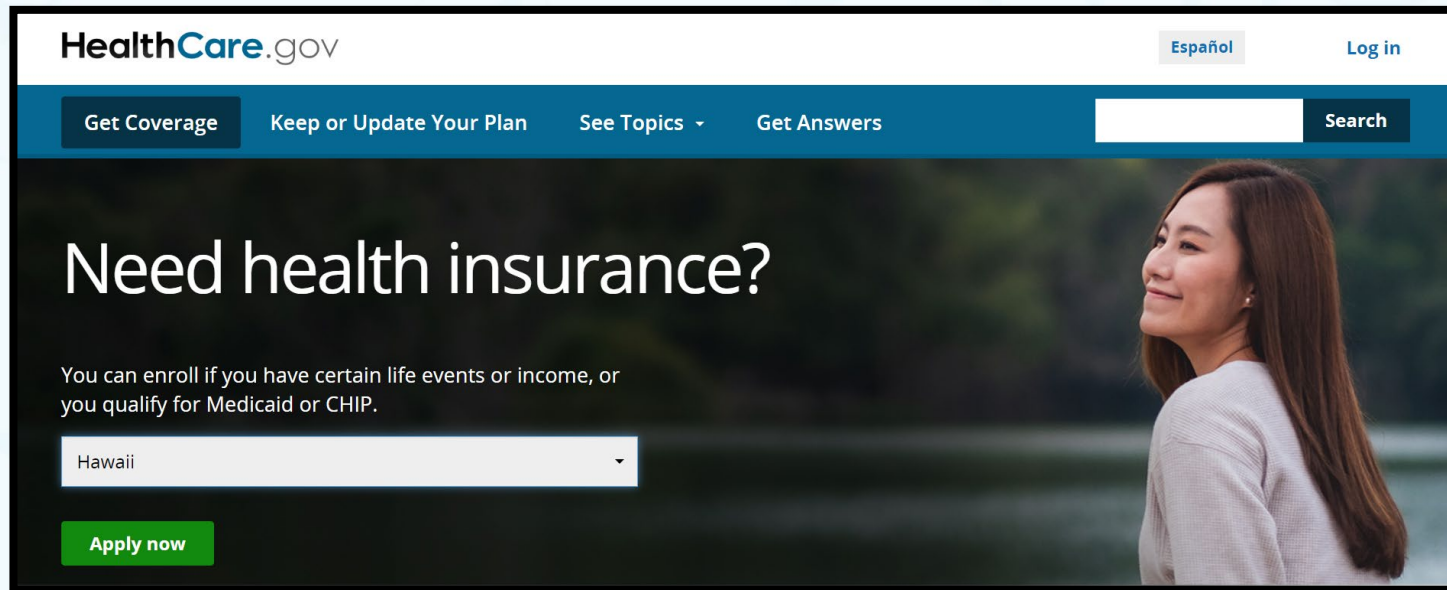 HealthCare.gov
Español
Log in
Get Coverage
Keep or Update Your Plan
See Topics
Get Answers
Search
Need health insurance?
You can enroll if you have certain life events or income, or
you qualify for Medicaid or CHIP.
Hawaii
Apply now